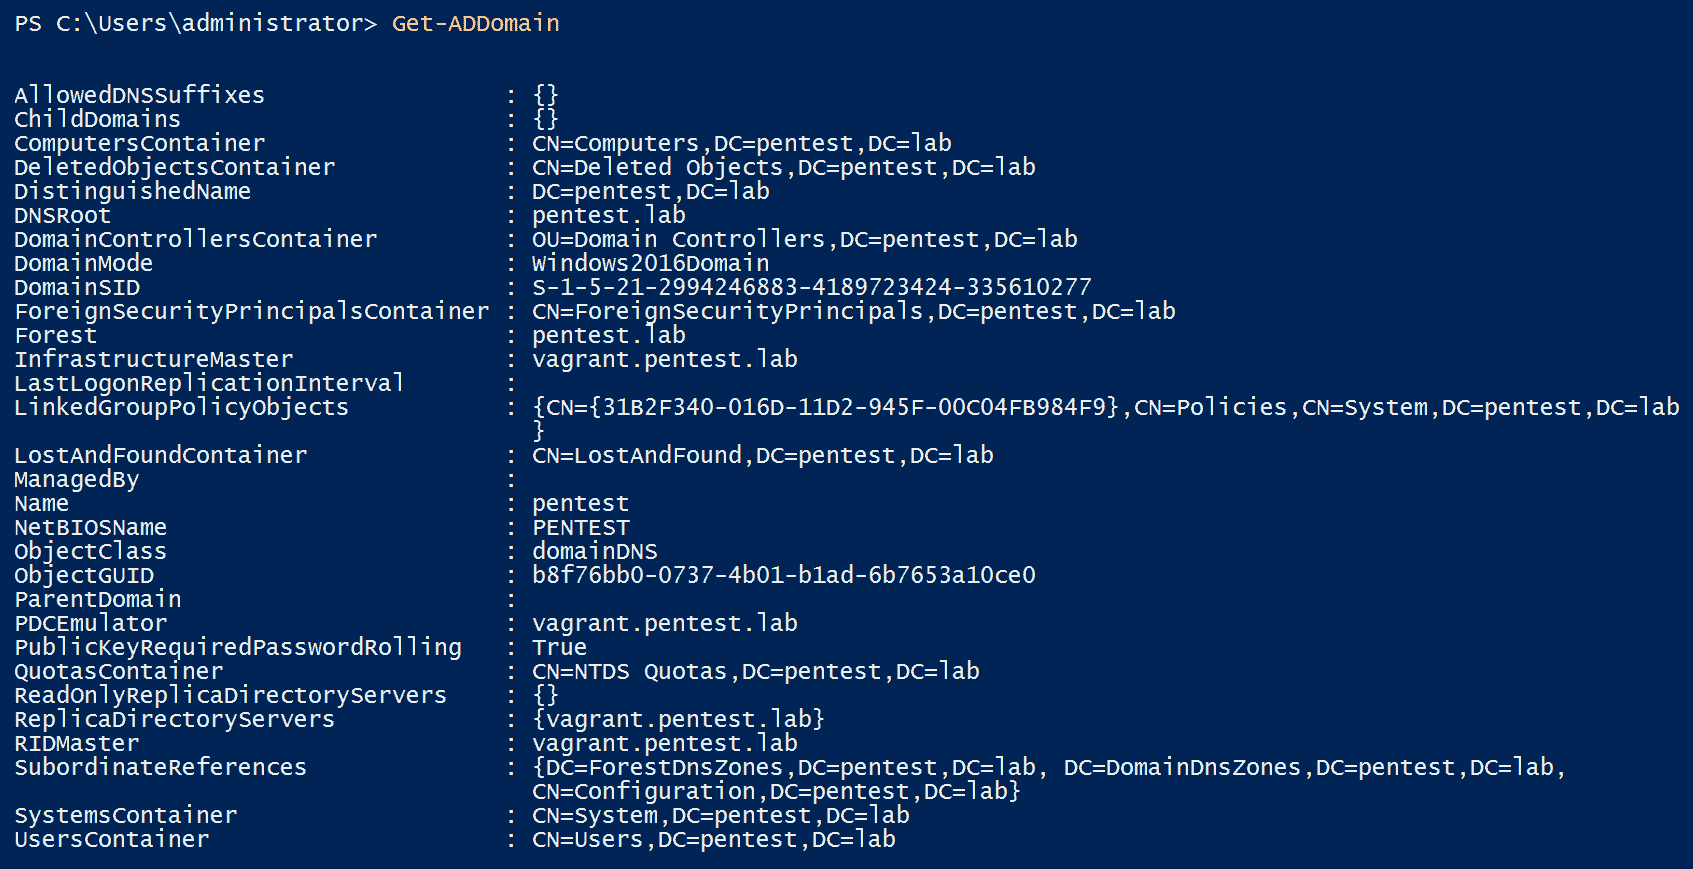 PS C:\Users\administrator> Get-ADDomain
AllowedDNSSuffixes : {}
ChildDomains : {}
ComputersContainer : CN=Computers,DC=pentest,DC=lab
DeletedObjectsContainer : CN=Deleted Objects,DC=pentest,DC=lab
DistinguishedName : DC=pentest,DC=lab
DNSRoot : pentest.lab
DomainControllersContainer : OU=Domain Controllers,DC=pentest,DC=lab
DomainMode : Windows2016Domain
DomainSID : S-1-5-21-2994246883-4189723424-335610277
ForeignSecurityPrincipalsContainer : CN=ForeignSecurityPrincipals,DC=pentest,DC=lab
Forest : pentest.lab
InfrastructureMaster : vagrant.pentest.lab
LastLogonReplicationInterval :
LinkedGroupPolicyObjects : {CN={31B2F340-016D-11D2-945F-00C04FB984F9},CN=Policies,CN=System,DC=pentest,DC=lab
}
LostAndFoundContainer : CN=LostAndFound,DC=pentest,DC=lab
ManagedBy :
Name : pentest
NetBIOSName : PENTEST
ObjectClass : domainDNS
ObjectGUID : b8f76bb0-0737-4b01-b1ad-6b7653a10ce0
ParentDomain :
PDCEmulator : vagrant.pentest.lab
PublicKeyRequiredPasswordRolling : True
QuotasContainer : CN=NTDS Quotas,DC=pentest,DC=lab
ReadOnlyReplicaDirectoryServers : {}
ReplicaDirectoryServers : {vagrant.pentest.lab}
RIDMaster : vagrant.pentest.lab
SubordinateReferences : {DC=ForestDnsZones,DC=pentest,DC=lab, DC=DomainDnsZones,DC=pentest,DC=lab,
CN=Configuration,DC=pentest,DC=lab}
SystemsContainer : CN=System,DC=pentest,DC=lab
UsersContainer : CN=Users,DC=pentest,DC=lab